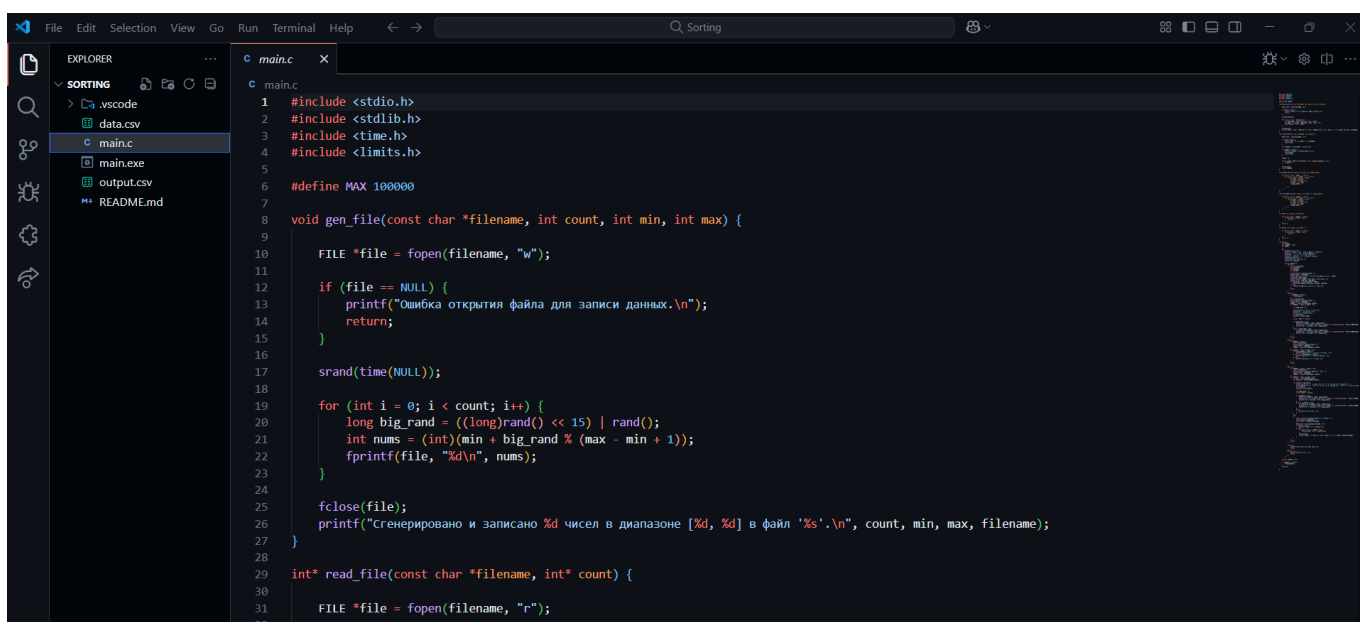 File Edit Selection View Go Run Terminal Help
Sorting
EXPLORER
SORTING
.vscode
data.csv
main.c
main.exe
output.csv
README.md
main.c
main.c
1 #include <stdio.h>
2 #include <stdlib.h>
3 #include <time.h>
4 #include <limits.h>
5
6 #define MAX 100000
7
8 void gen_file(const char *filename, int count, int min, int max) {
9
10 FILE *file = fopen(filename, "w");
11
12 if (file == NULL) {
13 printf("Ошибка открытия файла для записи данных.\n");
14 return;
15 }
16
17 srand(time(NULL));
18
19 for (int i = 0; i < count; i++) {
20 long big_rand = ((long)rand() << 15) | rand();
21 int nums = (int)(min + big_rand % (max - min + 1));
22 fprintf(file, "%d\n", nums);
23 }
24
25 fclose(file);
26 printf("Сгенерировано и записано %d чисел в диапазоне [%d, %d] в файл '%s'.\n", count, min, max, filename);
27 }
28
29 int* read_file(const char *filename, int* count) {
30
31 FILE *file = fopen(filename, "r");